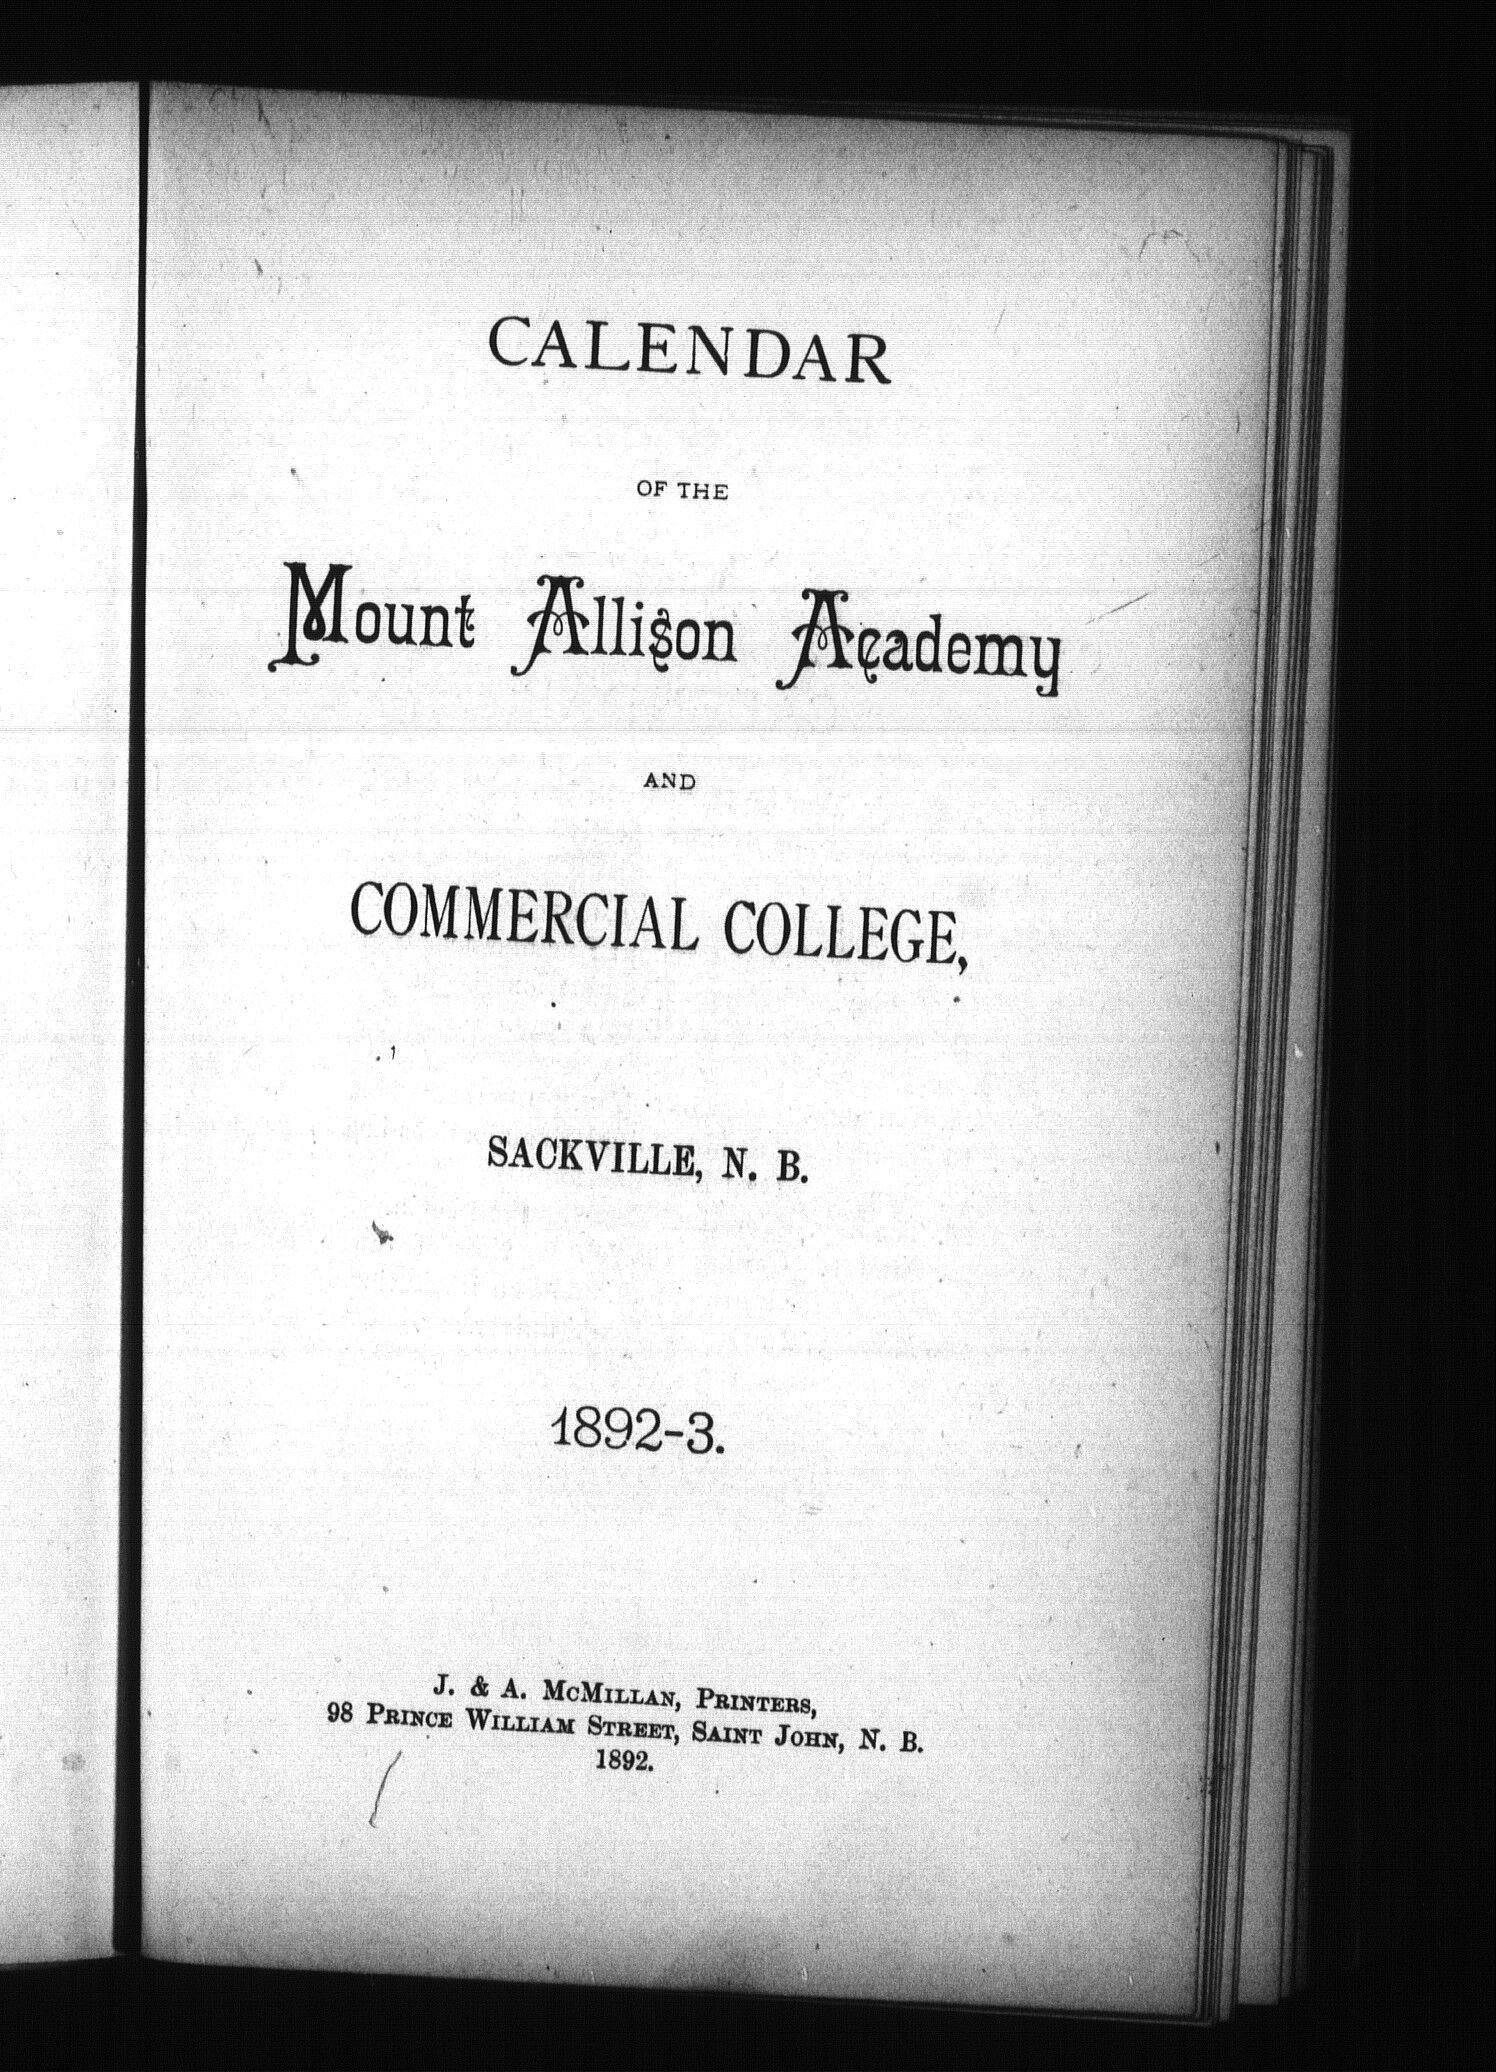 CALENDAR
OF THE
Mount Allison Academy
AND
COMMERCIAL COLLEGE,
SACKVILLE, N. B.
1892-3.
J. & A. McMILLAN, PRINTERS,
98 PRINCE WILLIAM STREET, SAINT JOHN, N. B.
1892.